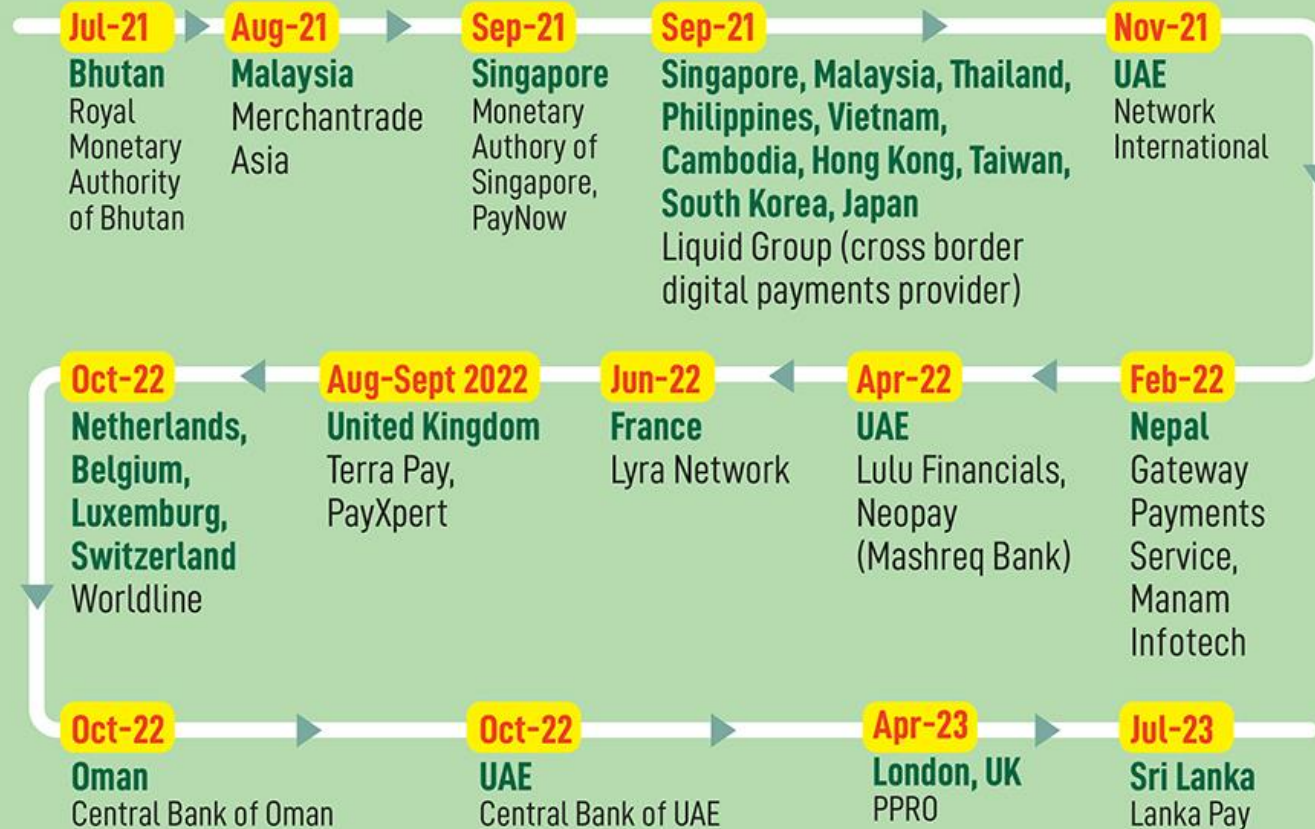 Jul-21
Bhutan
Royal
Monetary
Authority
of Bhutan
Aug-21
Malaysia
Merchantrade
Asia
Sep-21
Singapore
Monetary
Authory of
Singapore,
PayNow
Sep-21
Singapore, Malaysia, Thailand,
Philippines, Vietnam,
Cambodia, Hong Kong, Taiwan,
South Korea, Japan
Liquid Group (cross border
digital payments provider)
Nov-21
UAE
Network
International
Feb-22
Nepal
Gateway
Payments
Service,
Manam
Infotech
Apr-22
UAE
Lulu Financials,
Neopay
(Mashreq Bank)
Jun-22
France
Lyra Network
Aug-Sept 2022
United Kingdom
Terra Pay,
PayXpert
Oct-22
Netherlands,
Belgium,
Luxemburg,
Switzerland
Worldline
Oct-22
Oman
Central Bank of Oman
Oct-22
UAE
Central Bank of UAE
Apr-23
London, UK
PPRO
Jul-23
Sri Lanka
Lanka Pay